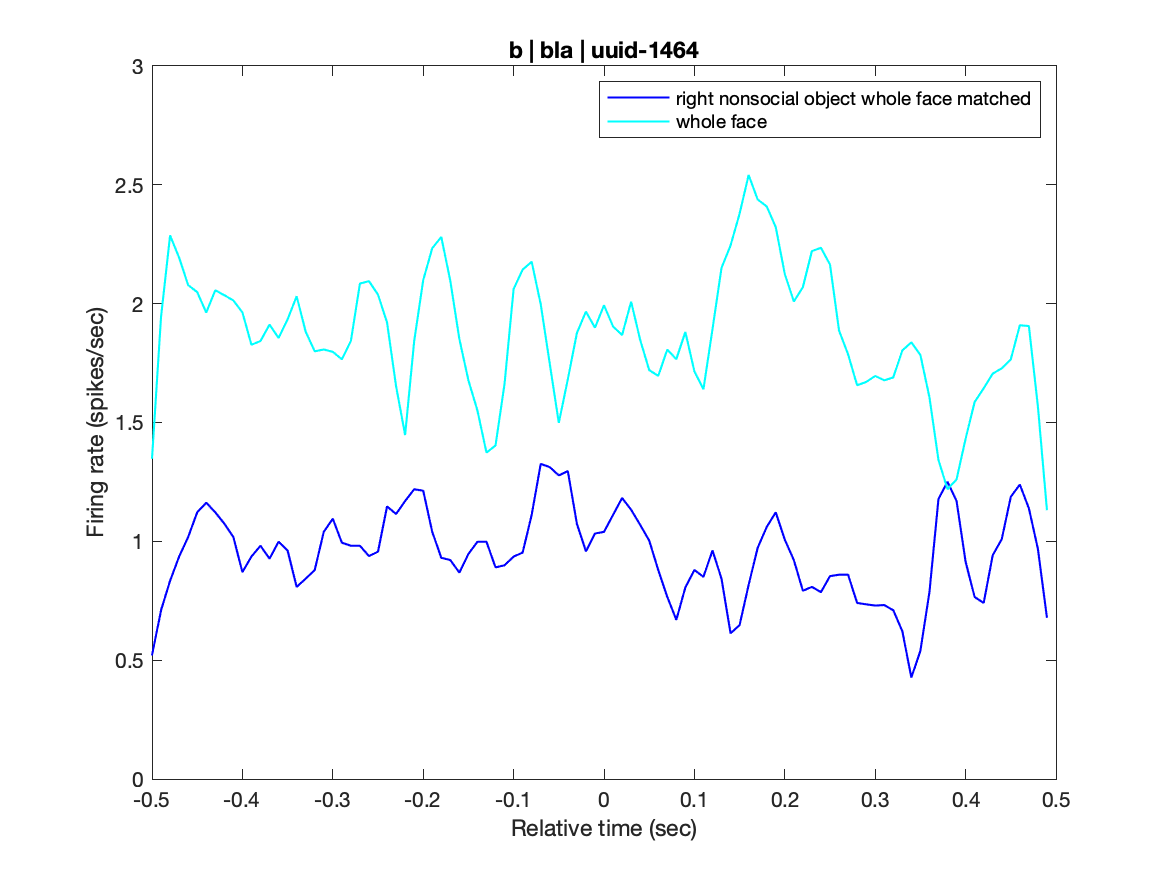 b | bla | uuid-1464
right nonsocial object whole face matched
whole face
3
2.5
2
1.5
1
0.5
0
Firing rate (spikes/sec)
-0.5 -0.4 -0.3 -0.2 -0.1 0 0.1 0.2 0.3 0.4 0.5
Relative time (sec)